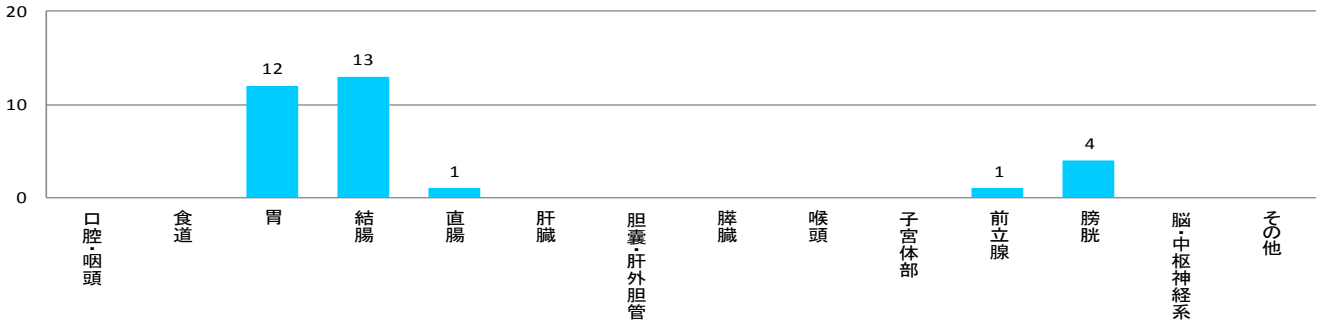 20
10
0
12
13
1
1
4
口腔・咽頭
食道
胃
結腸
直腸
肝臓
胆嚢・肝外胆管
膵臓
喉頭
子宮体部
前立腺
膀胱
脳・中枢神経系
その他